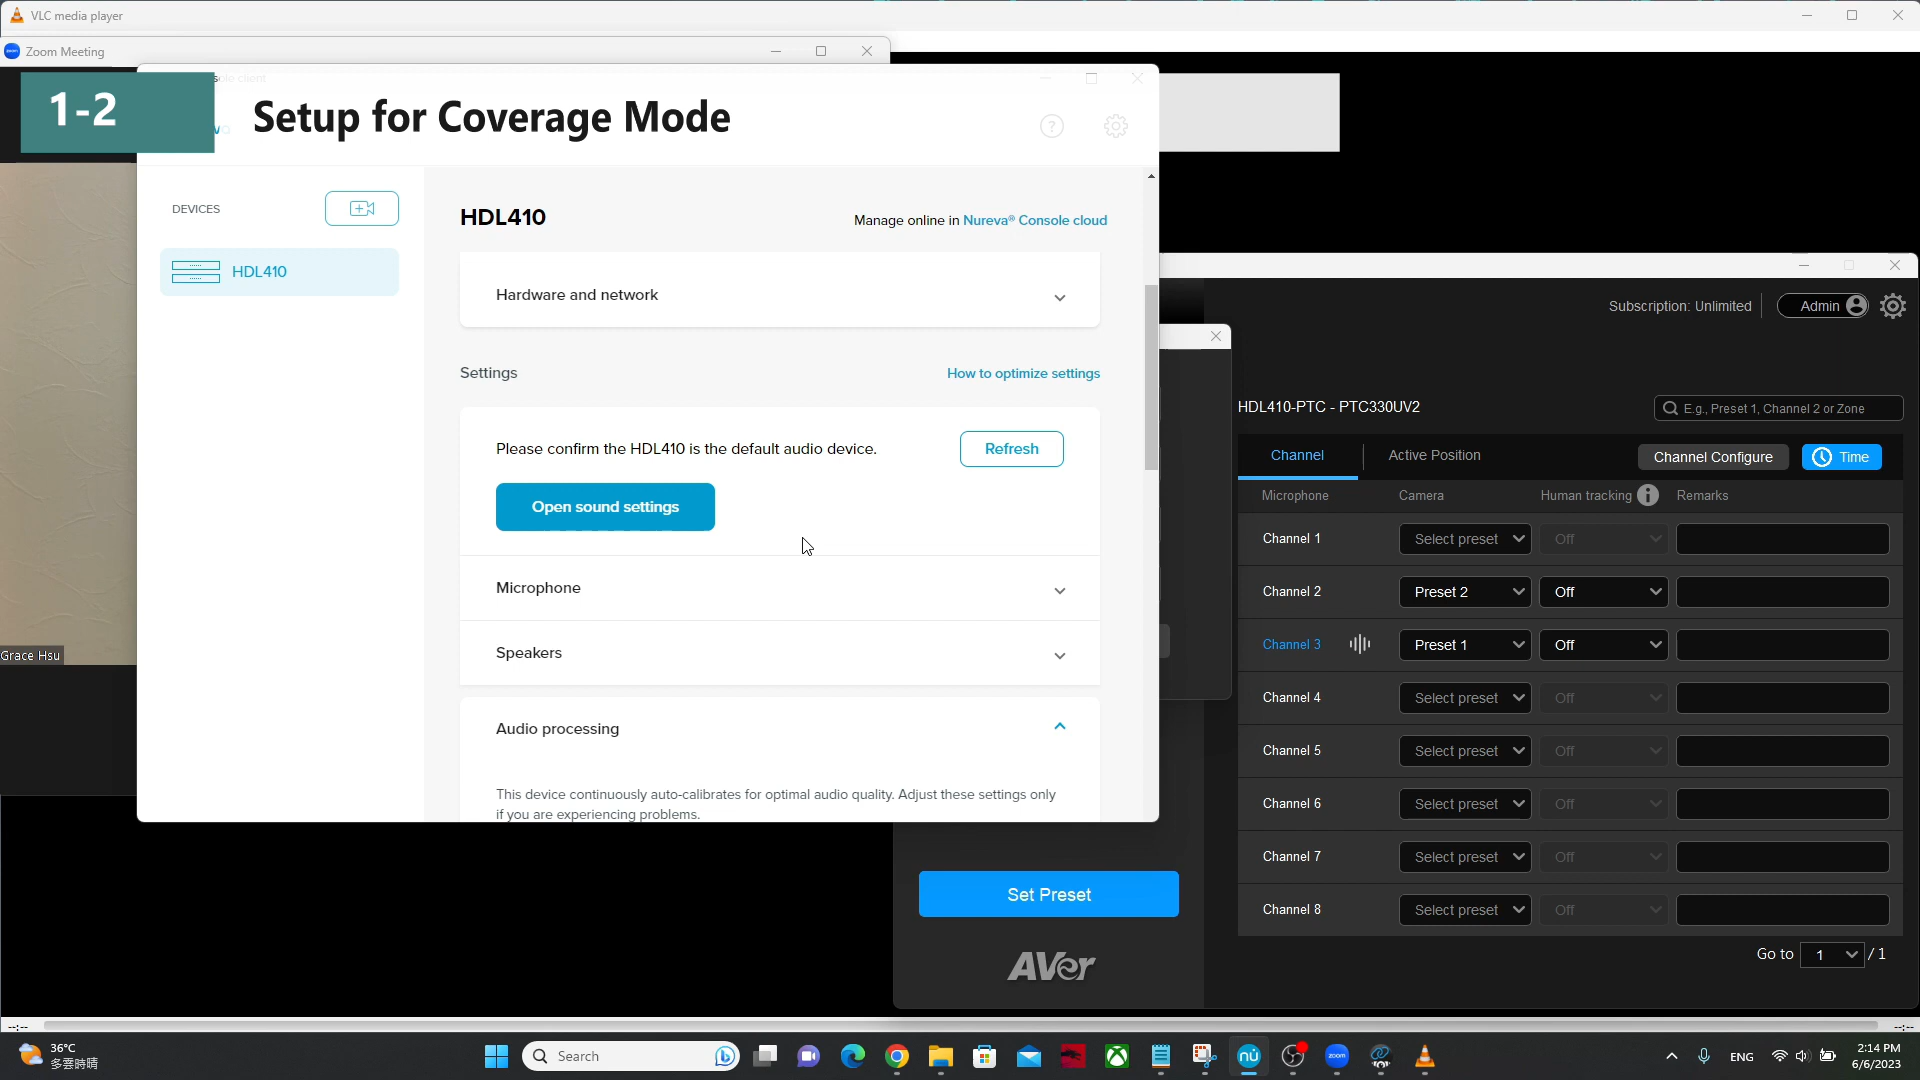 VLC media player
Zoom Meeting
1-2
Setup for Coverage Mode
DEVICES
HDL410
HDL410
Manage online in Nureva® Console cloud
Hardware and network
Settings
How to optimize settings
Please confirm the HDL410 is the default audio device.
Refresh
Open sound settings
Microphone
Speakers
Audio processing
This device continuously auto-calibrates for optimal audio quality. Adjust these settings only
if you are experiencing problems.
Grace Hsu
Subscription: Unlimited
Admin
HDL410-PTC - PTC330UV2
E.g., Preset 1, Channel 2 or Zone
Channel
Active Position
Channel Configure
Time
Microphone Camera Human tracking Remarks
Channel 1 Select preset Off
Channel 2 Preset 2 Off
Channel 3 Preset 1 Off
Channel 4 Select preset Off
Channel 5 Select preset Off
Channel 6 Select preset Off
Channel 7 Select preset Off
Channel 8 Select preset Off
Go to 1 / 1
Set Preset
AVer
--:--
--:--
36°C
多雲時晴
Search
zoom
ENG
2:14 PM
6/6/2023